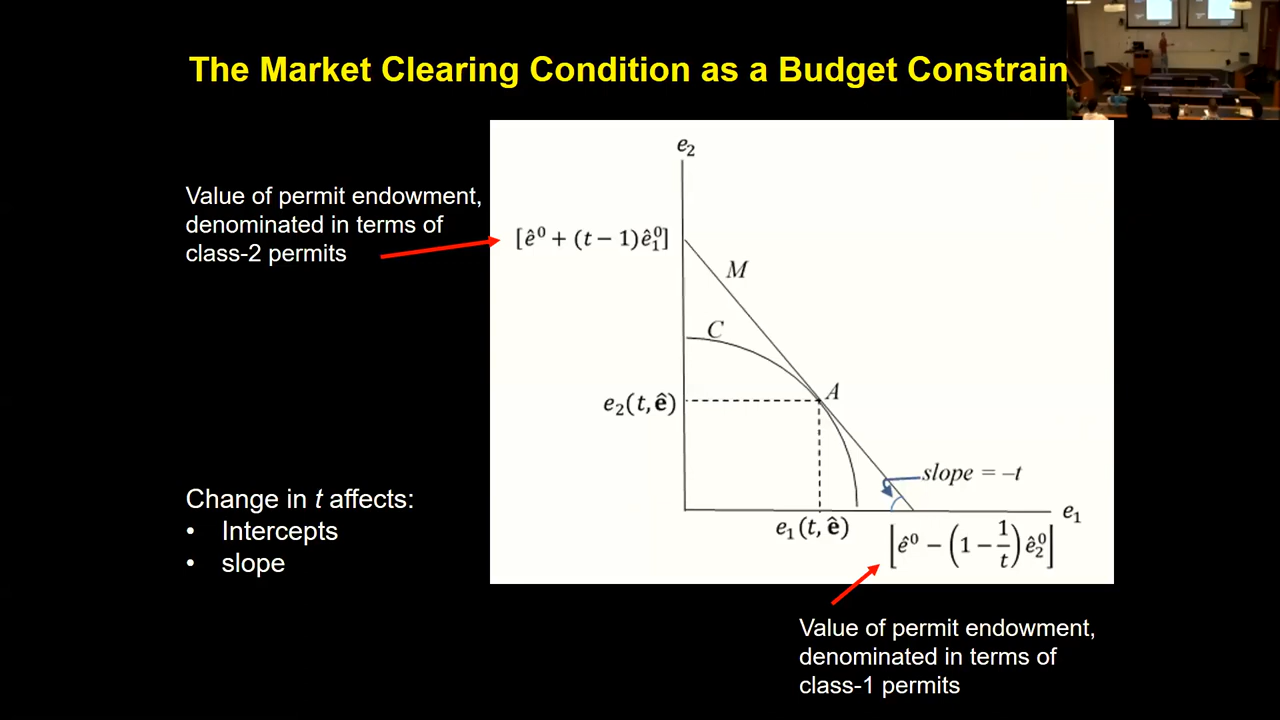 The Market Clearing Condition as a Budget Constrain
Value of permit endowment,
denominated in terms of
class-2 permits
e₂
[ê⁰ + (t − 1)ê₁⁰]
M
C
A
e₂(t, ê)
slope = –t
e₁(t, ê)
e₁
[ê⁰ − (1 − 1/t) ê₂⁰]
Change in t affects:
• Intercepts
• slope
Value of permit endowment,
denominated in terms of
class-1 permits